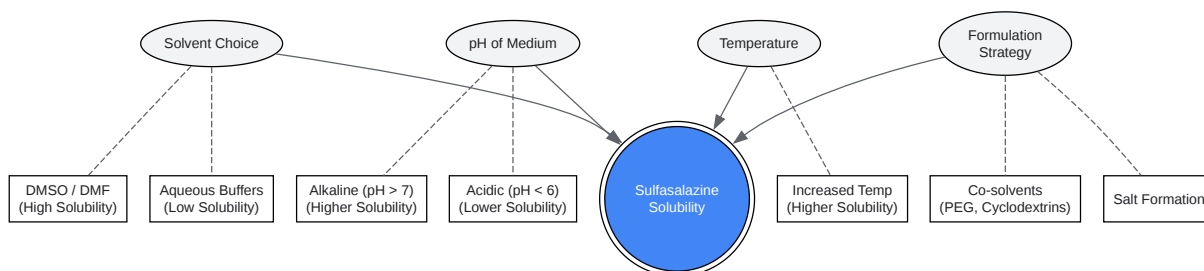 Solvent Choice
pH of Medium
Temperature
Formulation
Strategy
DMSO / DMF
(High Solubility)
Aqueous Buffers
(Low Solubility)
Alkaline (pH > 7)
(Higher Solubility)
Acidic (pH < 6)
(Lower Solubility)
Sulfasalazine
Solubility
Increased Temp
(Higher Solubility)
Co-solvents
(PEG, Cyclodextrins)
Salt Formation